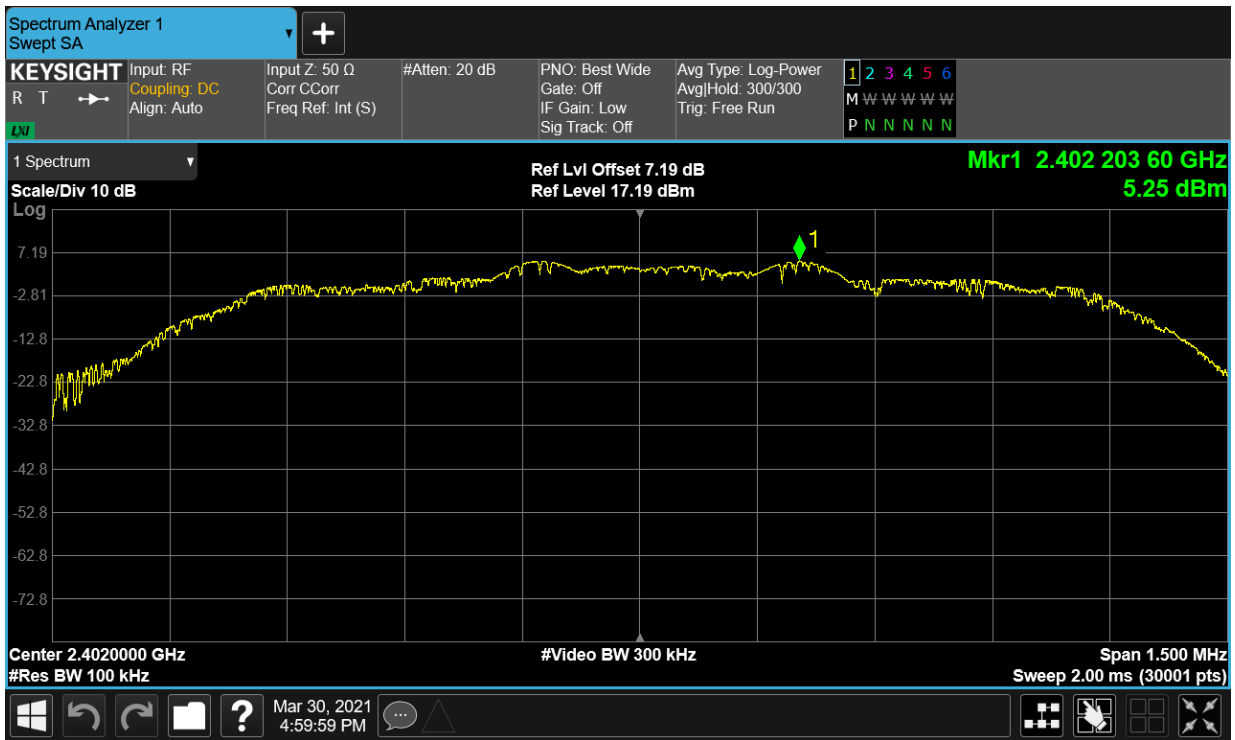 Spectrum Analyzer 1
Swept SA
KEYSIGHT
R T
LXI
Input: RF
Coupling: DC
Align: Auto
Input Z: 50 Ω
Corr CCorr
Freq Ref: Int (S)
#Atten: 20 dB
PNO: Best Wide
Gate: Off
IF Gain: Low
Sig Track: Off
Avg Type: Log-Power
Avg|Hold: 300/300
Trig: Free Run
1 2 3 4 5 6
M W W W W W
P N N N N N
1 Spectrum
Scale/Div 10 dB
Log
Ref Lvl Offset 7.19 dB
Ref Level 17.19 dBm
Mkr1 2.402 203 60 GHz
5.25 dBm
1
7.19
-2.81
-12.8
-22.8
-32.8
-42.8
-52.8
-62.8
-72.8
Center 2.4020000 GHz
#Res BW 100 kHz
#Video BW 300 kHz
Span 1.500 MHz
Sweep 2.00 ms (30001 pts)
?
Mar 30, 2021
4:59:59 PM